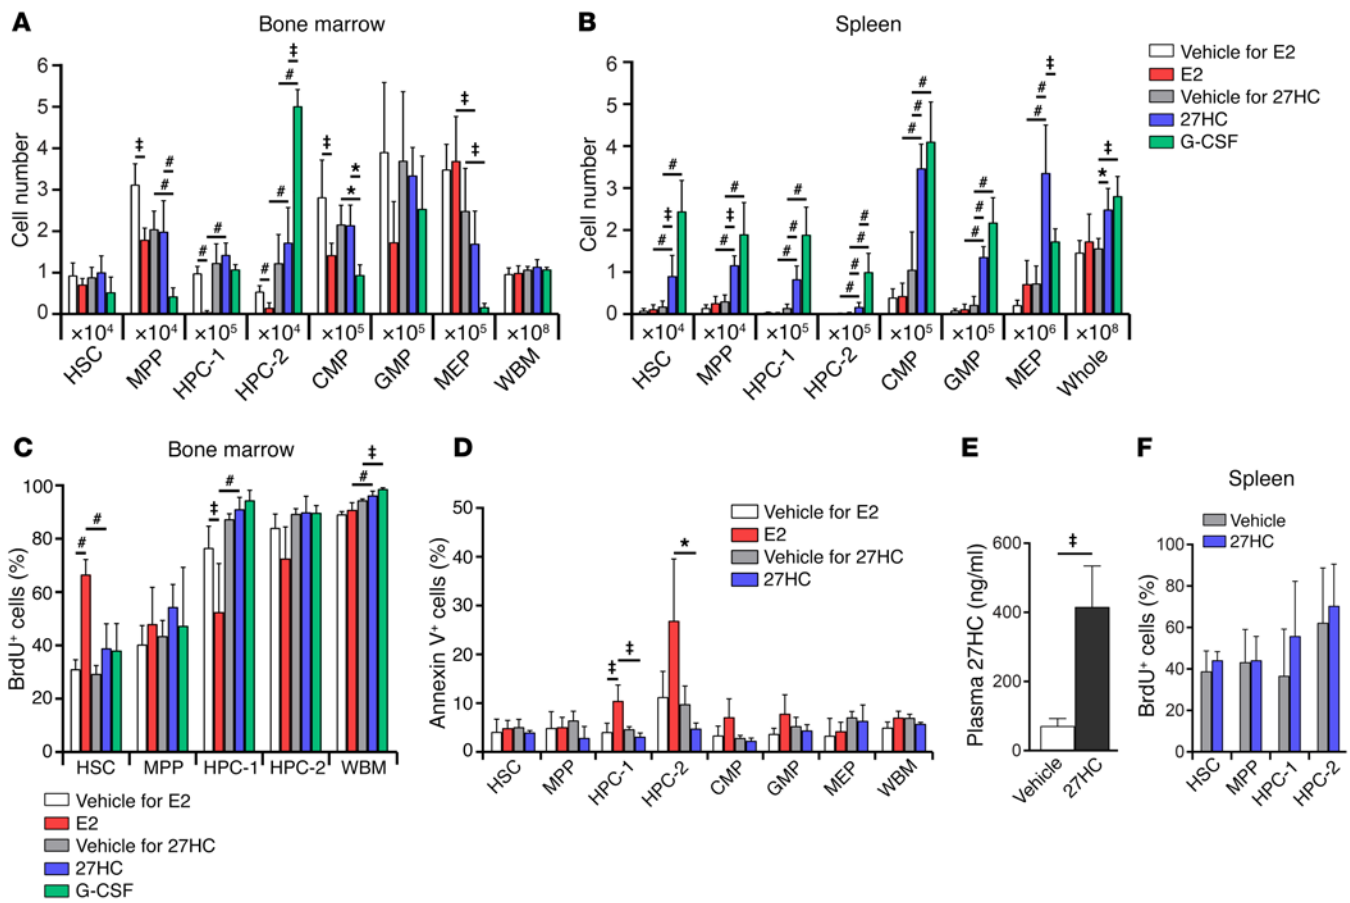 A
Bone marrow
Cell number
6
5
4
3
2
1
0
‡ # # # # # ‡ # # ‡ * * ‡ ‡
×10⁴ ×10⁴ ×10⁵ ×10⁴ ×10⁵ ×10⁵ ×10⁵ ×10⁸
HSC MPP HPC-1 HPC-2 CMP GMP MEP WBM
B
Spleen
Cell number
6
5
4
3
2
1
0
# ‡ # # ‡ # # # # # # # # # # # # # # # # ‡ # # ‡ *
×10⁴ ×10⁴ ×10⁵ ×10⁵ ×10⁵ ×10⁵ ×10⁶ ×10⁸
HSC MPP HPC-1 HPC-2 CMP GMP MEP Whole
Vehicle for E2
E2
Vehicle for 27HC
27HC
G-CSF
C
Bone marrow
BrdU⁺ cells (%)
100
80
60
40
20
0
# # ‡ # # ‡
HSC MPP HPC-1 HPC-2 WBM
Vehicle for E2
E2
Vehicle for 27HC
27HC
G-CSF
D
Annexin V⁺ cells (%)
50
40
30
20
10
0
‡ ‡ *
HSC MPP HPC-1 HPC-2 CMP GMP MEP WBM
Vehicle for E2
E2
Vehicle for 27HC
27HC
E
Plasma 27HC (ng/ml)
600
400
200
0
‡
Vehicle 27HC
F
Spleen
Vehicle
27HC
BrdU⁺ cells (%)
100
80
60
40
20
0
HSC MPP HPC-1 HPC-2